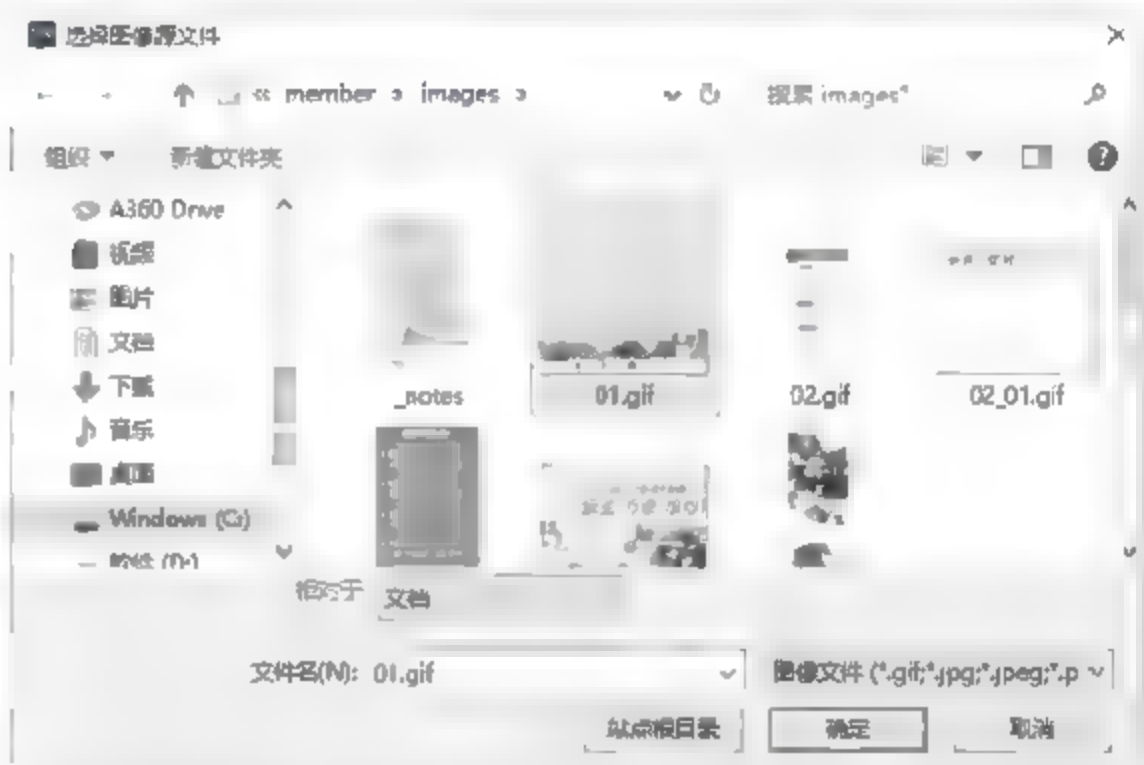 选择图像源文件
« member › images ›
搜索"images"
组织
新建文件夹
A360 Drive
视频
图片
文档
下载
音乐
桌面
Windows (C:)
_notes
01.gif
02.gif
02_01.gif
相对于
文档
文件名(N): 01.gif
图像文件 (*.gif;*.jpg;*.jpeg;*.p
站点根目录
确定
取消